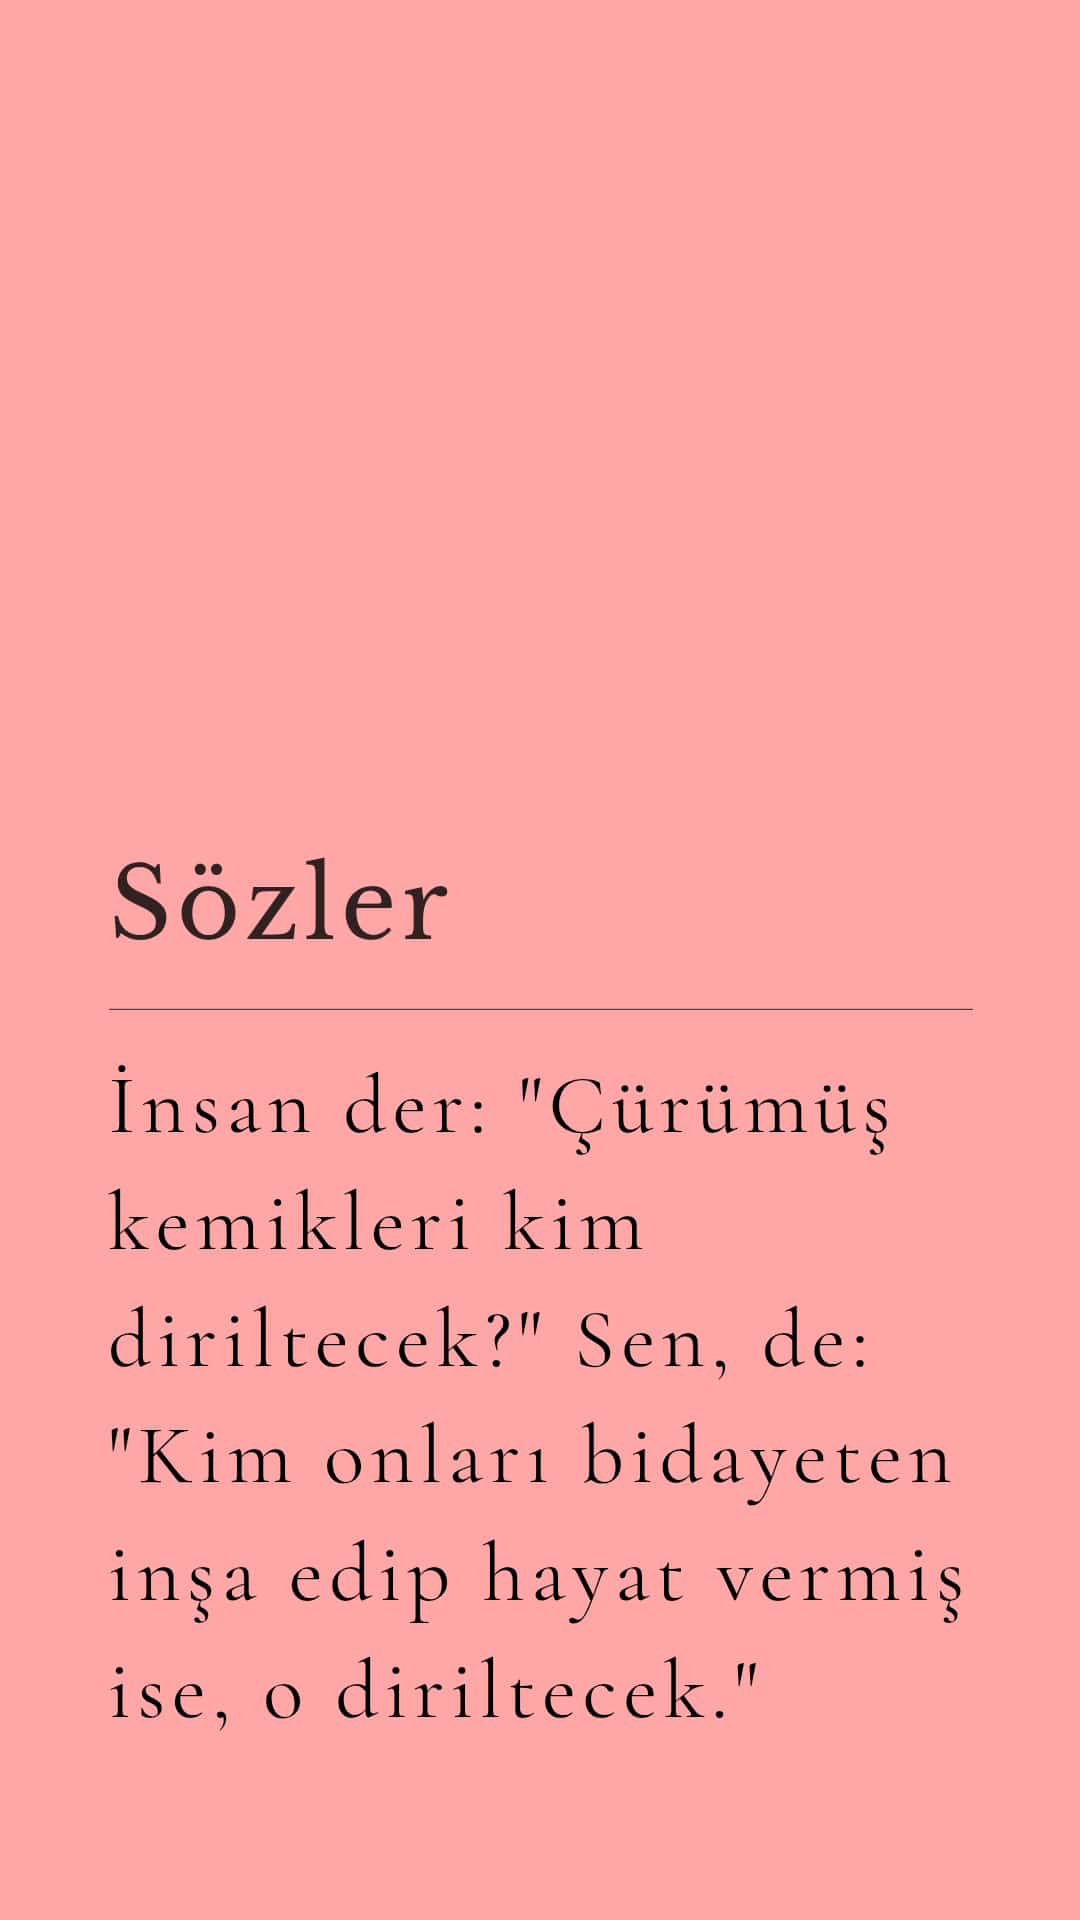 Sözler
İnsan der: "Çürümüş
kemikleri kim
diriltecek?" Sen, de:
"Kim onları bidayeten
inşa edip hayat vermiş
ise, o diriltecek."